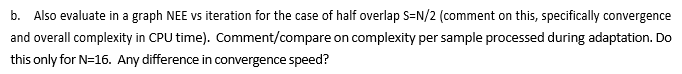 b. Also evaluate in a graph NEE vs iteration for the case of half overlap S=N/2 (comment on this, specifically convergence
and overall complexity in CPU time). Comment/compare on complexity per sample processed during adaptation. Do
this only for N=16. Any difference in convergence speed?